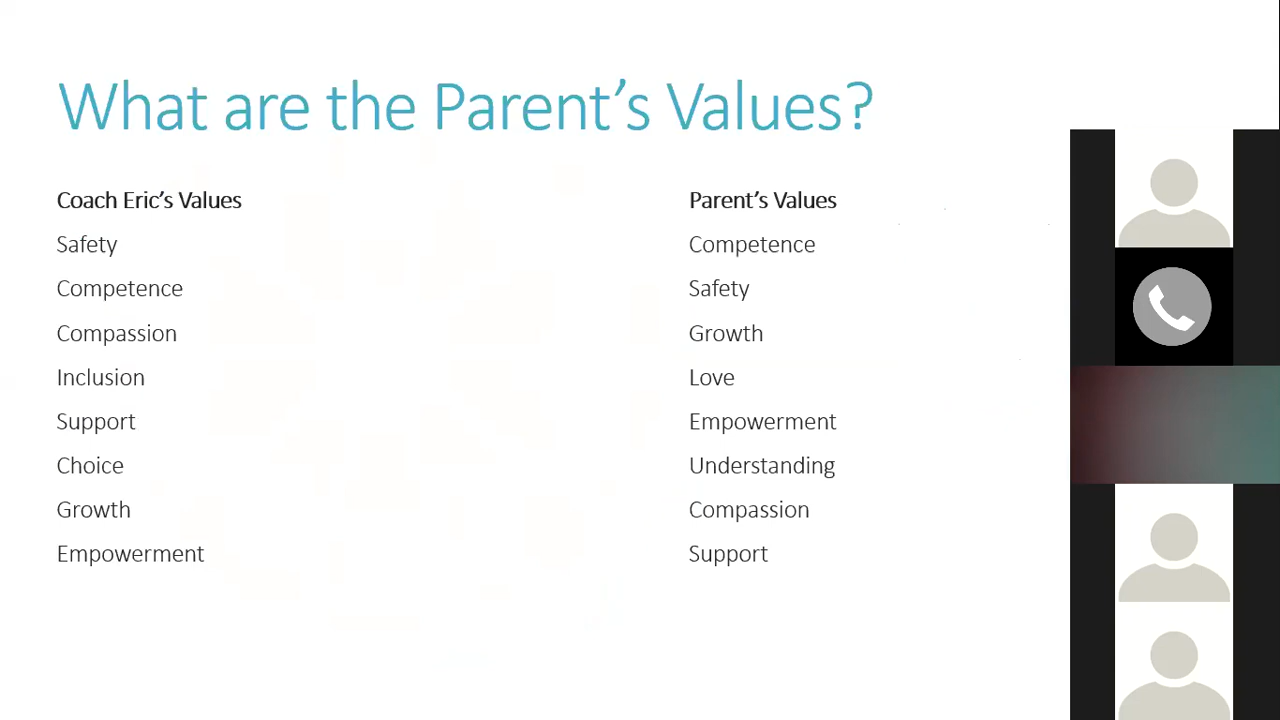 What are the Parent's Values?
Coach Eric's Values
Safety
Competence
Compassion
Inclusion
Support
Choice
Growth
Empowerment
Parent's Values
Competence
Safety
Growth
Love
Empowerment
Understanding
Compassion
Support